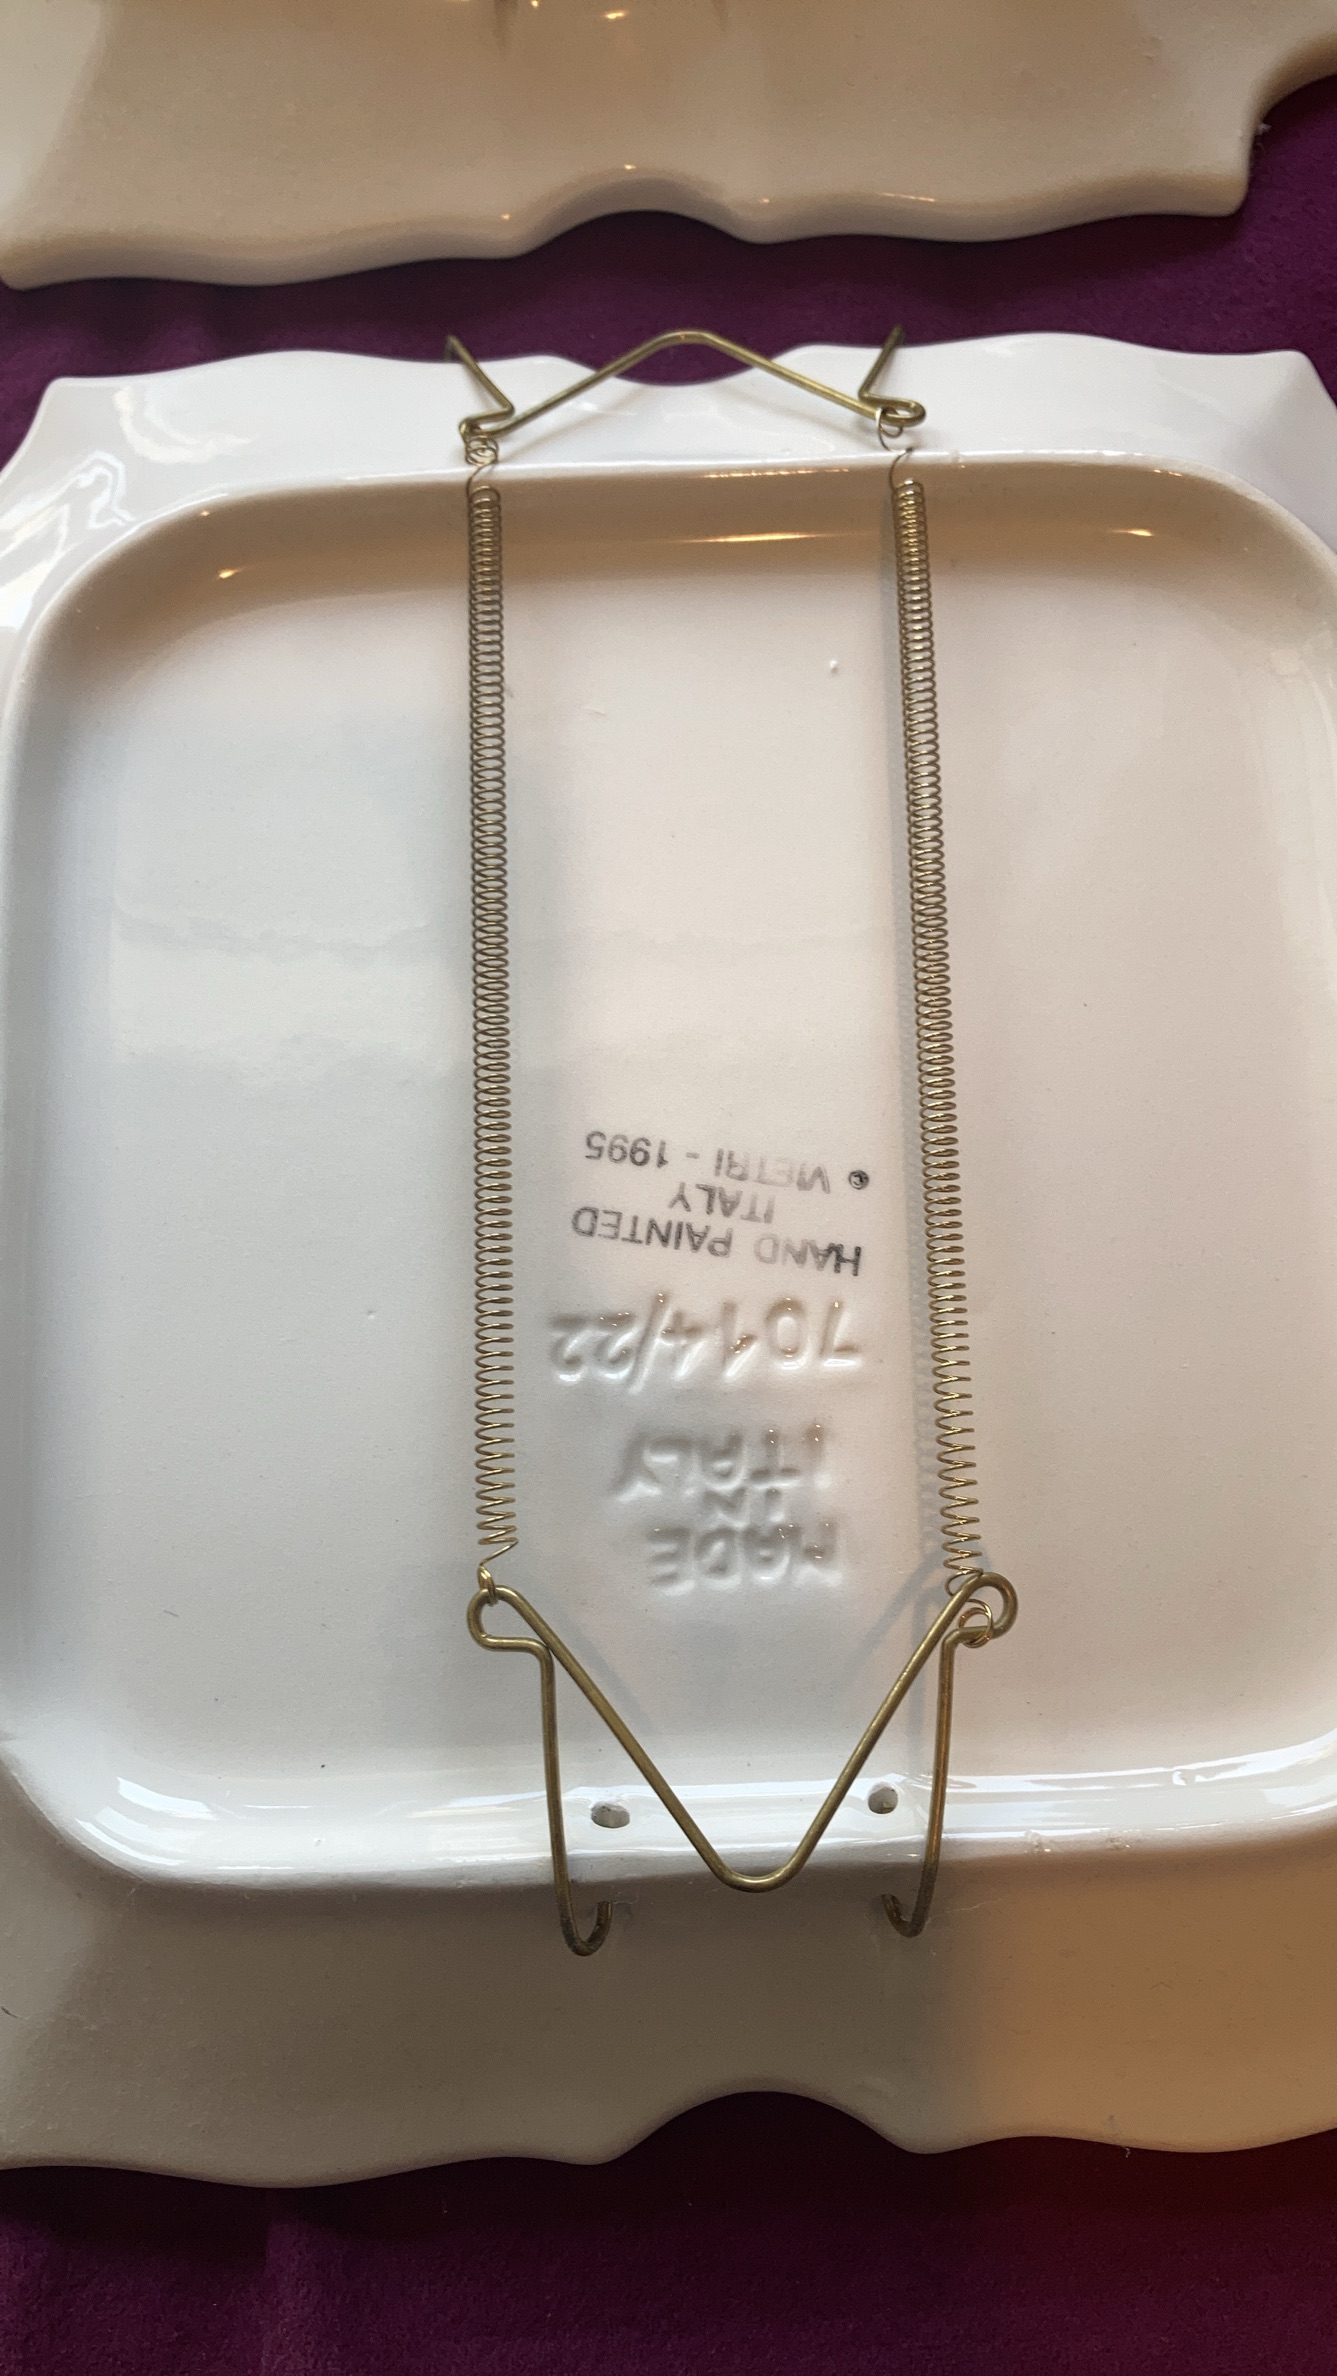 MADE
IN
ITALY
7014/22
HAND PAINTED
ITALY
© VIETRI - 1995